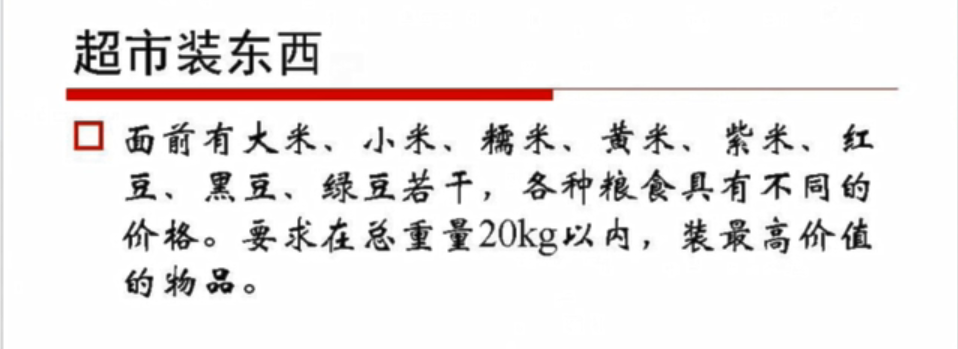 超市装东西
面前有大米、小米、糯米、黄米、紫米、红
豆、黑豆、绿豆若干，各种粮食具有不同的
价格。要求在总重量20kg以内，装最高价值
的物品。